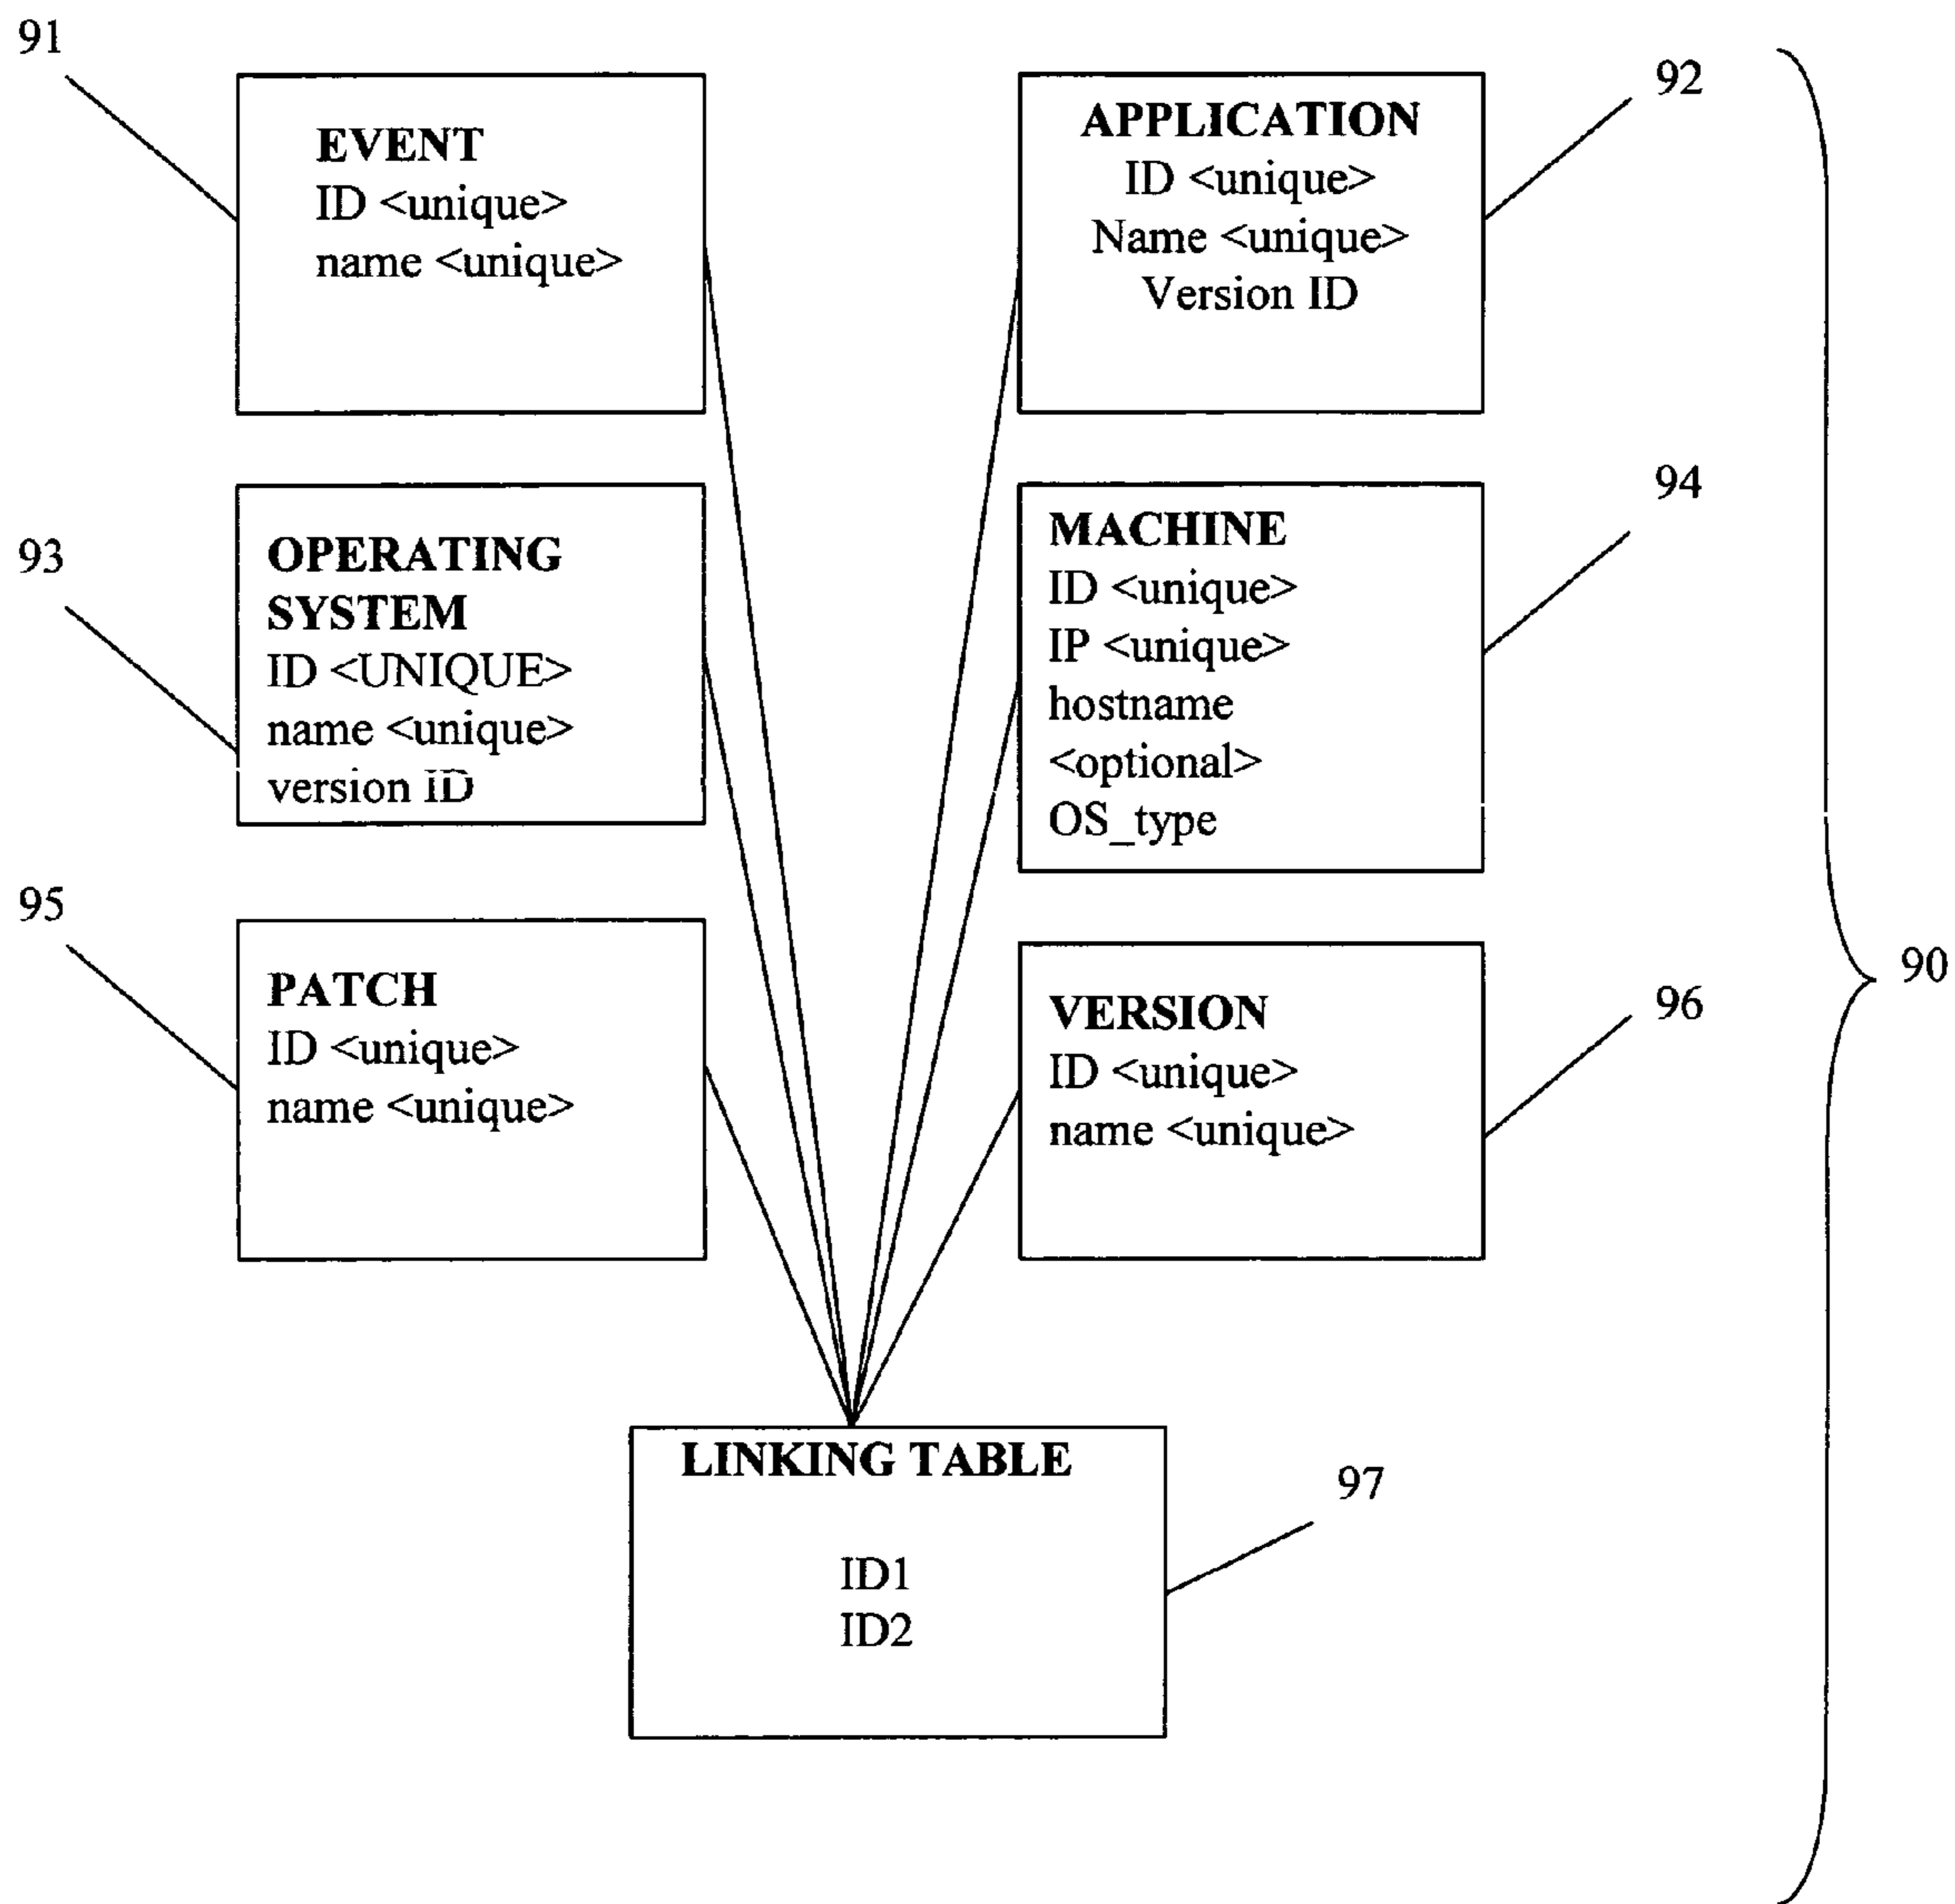 91
EVENT
ID <unique>
name <unique>
92
APPLICATION
ID <unique>
Name <unique>
Version ID
93
OPERATING
SYSTEM
ID <UNIQUE>
name <unique>
version ID
94
MACHINE
ID <unique>
IP <unique>
hostname
<optional>
OS_type
95
PATCH
ID <unique>
name <unique>
96
VERSION
ID <unique>
name <unique>
90
LINKING TABLE
ID1
ID2
97